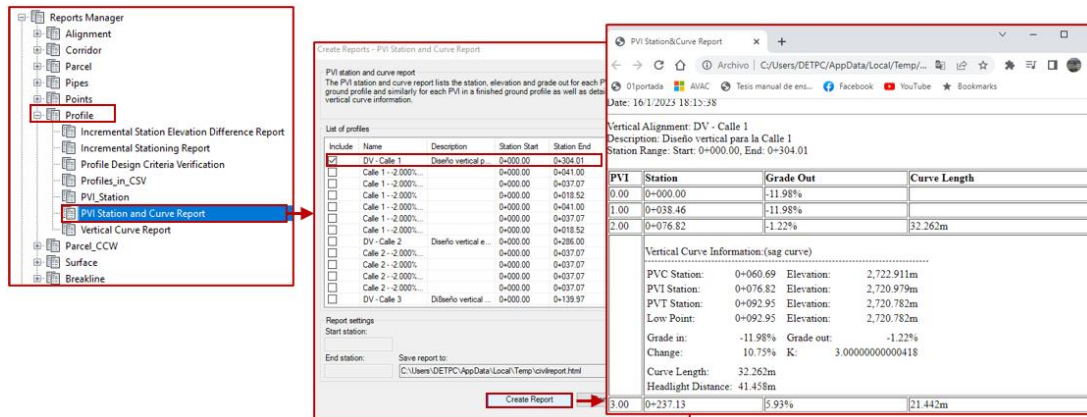 Reports Manager
Alignment
Corridor
Parcel
Pipes
Points
Profile
Incremental Station Elevation Difference Report
Incremental Stationing Report
Profile Design Criteria Verification
Profiles_in_CSV
PVI_Station
PVI Station and Curve Report
Vertical Curve Report
Parcel_CCW
Surface
Breakline
Create Reports - PVI Station and Curve Report
PVI station and curve report
The PVI station and curve report lists the station, elevation and grade out for each P
ground profile and similarly for each PVI in a finished ground profile as well as detai
vertical curve information.
List of profiles
Include Name Description Station Start Station End
DV - Calle 1 Diseño vertical p... 0+000.00 0+304.01
Calle 1 - -2.000%... 0+000.00 0+041.00
Calle 1 - -2.000%... 0+000.00 0+037.07
Calle 1 - -2.000%... 0+000.00 0+018.52
Calle 1 - -2.000%... 0+000.00 0+041.00
Calle 1 - -2.000%... 0+000.00 0+037.07
Calle 1 - -2.000%... 0+000.00 0+018.52
DV - Calle 2 Diseño vertical e... 0+000.00 0+286.00
Calle 2 - -2.000%... 0+000.00 0+037.07
Calle 2 - -2.000% 0+000.00 0+037.07
Calle 2 - -2.000%... 0+000.00 0+037.07
Calle 2 - -2.000%... 0+000.00 0+037.07
DV - Calle 3 Di8seño vertical ... 0+000.00 0+139.97
Report settings
Start station:
End station: Save report to:
C:\Users\DETPC\AppData\Local\Temp\civilreport.html
Create Report
PVI Station&Curve Report
Archivo | C:/Users/DETPC/AppData/Local/Temp/...
01portada AVAC Tesis manual de ens... Facebook YouTube Bookmarks
Date: 16/1/2023 18:15:38
Vertical Alignment: DV - Calle 1
Description: Diseño vertical para la Calle 1
Station Range: Start: 0+000.00, End: 0+304.01
PVI Station Grade Out Curve Length
0.00 0+000.00 -11.98%
1.00 0+038.46 -11.98%
2.00 0+076.82 -1.22% 32.262m
Vertical Curve Information:(sag curve)
PVC Station: 0+060.69 Elevation: 2,722.911m
PVI Station: 0+076.82 Elevation: 2,720.979m
PVT Station: 0+092.95 Elevation: 2,720.782m
Low Point: 0+092.95 Elevation: 2,720.782m
Grade in: -11.98% Grade out: -1.22%
Change: 10.75% K: 3.00000000000418
Curve Length: 32.262m
Headlight Distance: 41.458m
3.00 0+237.13 5.93% 21.442m